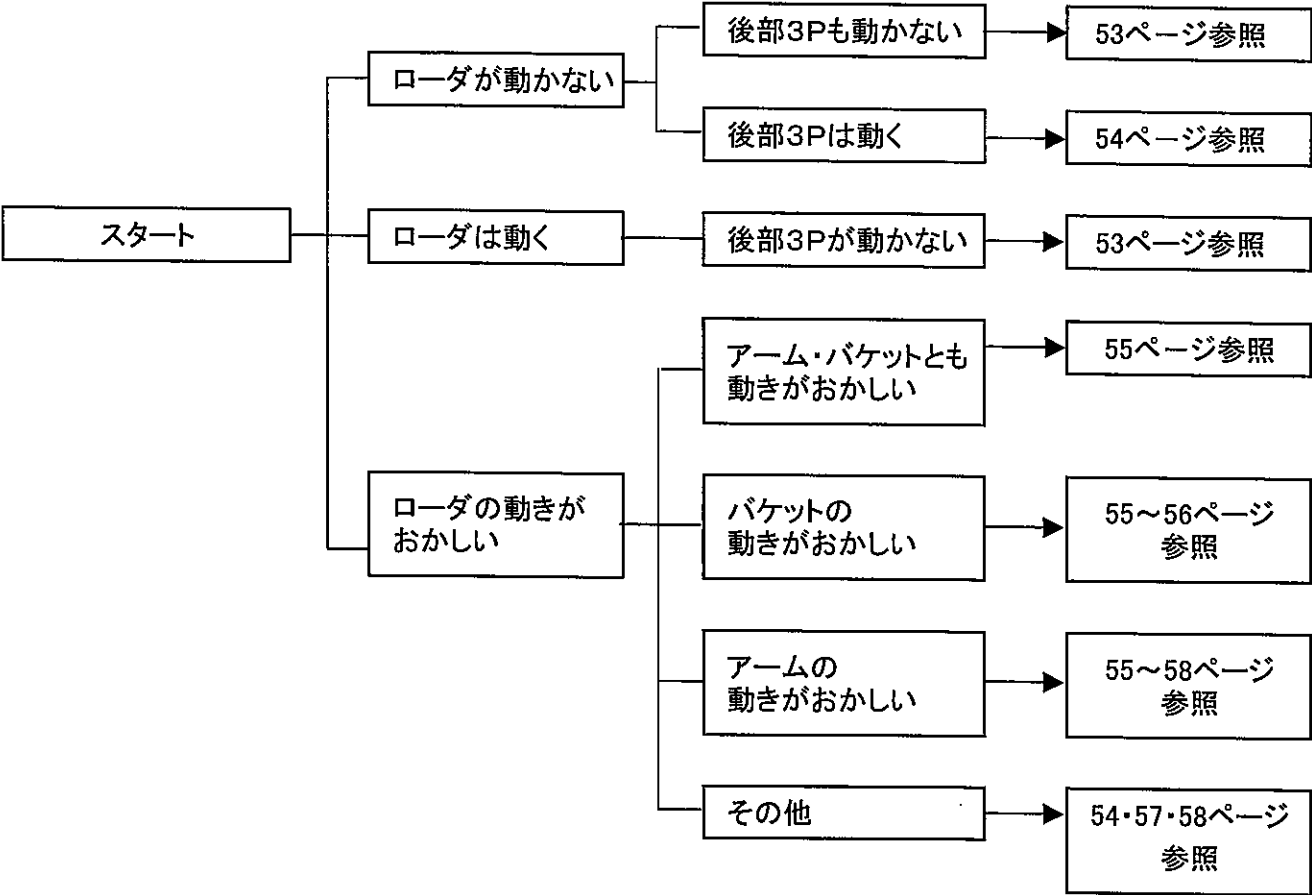 スタート
ローダが動かない
後部3Pも動かない
53ページ参照
後部3Pは動く
54ページ参照
ローダは動く
後部3Pが動かない
53ページ参照
ローダの動きが
おかしい
アーム・バケットとも
動きがおかしい
55ページ参照
バケットの
動きがおかしい
55～56ページ
参照
アームの
動きがおかしい
55～58ページ
参照
その他
54・57・58ページ
参照